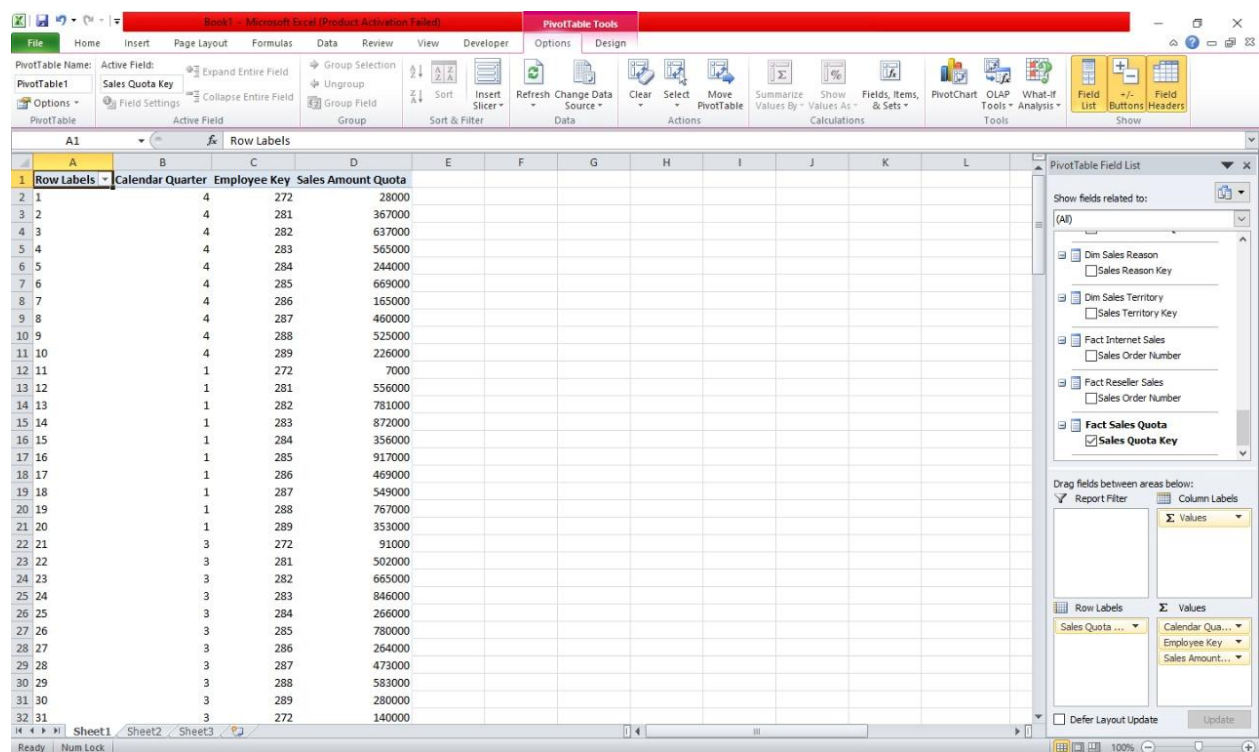 Book1 - Microsoft Excel (Product Activation Failed)
PivotTable Tools
File Home Insert Page Layout Formulas Data Review View Developer Options Design
PivotTable Name: Active Field:
PivotTable1 Sales Quota Key
Options Field Settings
Expand Entire Field
Collapse Entire Field
Group Selection
Ungroup
Group Field
Sort
Insert Slicer
Refresh Change Data Source
Clear Select Move PivotTable
Summarize Values By Show Values As Fields, Items, & Sets
PivotChart OLAP Tools What-If Analysis
Field List +/- Buttons Field Headers
PivotTable Active Field Group Sort & Filter Data Actions Calculations Tools Show
A1 fx Row Labels
A B C D E F G H I J K L
1 Row Labels Calendar Quarter Employee Key Sales Amount Quota
2 1 4 272 28000
3 2 4 281 367000
4 3 4 282 637000
5 4 4 283 565000
6 5 4 284 244000
7 6 4 285 669000
8 7 4 286 165000
9 8 4 287 460000
10 9 4 288 525000
11 10 4 289 226000
12 11 1 272 7000
13 12 1 281 556000
14 13 1 282 781000
15 14 1 283 872000
16 15 1 284 356000
17 16 1 285 917000
18 17 1 286 469000
19 18 1 287 549000
20 19 1 288 767000
21 20 1 289 353000
22 21 3 272 91000
23 22 3 281 502000
24 23 3 282 665000
25 24 3 283 846000
26 25 3 284 266000
27 26 3 285 780000
28 27 3 286 264000
29 28 3 287 473000
30 29 3 288 583000
31 30 3 289 280000
32 31 3 272 140000
PivotTable Field List
Show fields related to:
(All)
Dim Sales Reason
Sales Reason Key
Dim Sales Territory
Sales Territory Key
Fact Internet Sales
Sales Order Number
Fact Reseller Sales
Sales Order Number
Fact Sales Quota
Sales Quota Key
Drag fields between areas below:
Report Filter Column Labels
Σ Values
Row Labels Σ Values
Sales Quota ... Calendar Qua...
Employee Key
Sales Amount...
Defer Layout Update Update
Sheet1 Sheet2 Sheet3
Ready Num Lock 100%